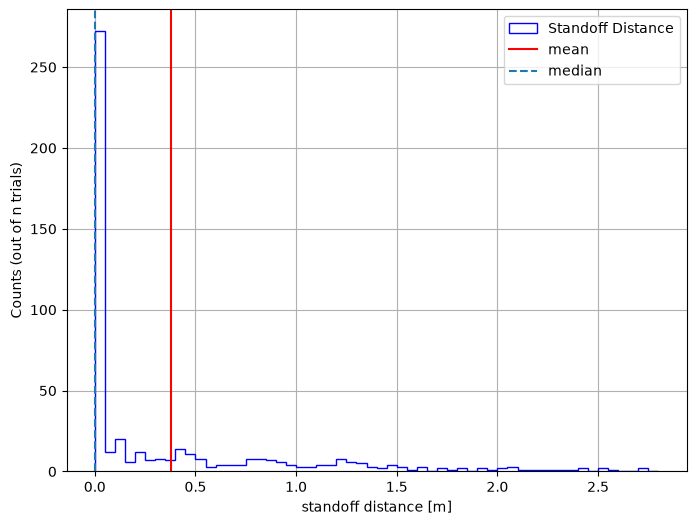 Standoff Distance
mean
median
250
200
150
100
50
0
Counts (out of n trials)
0.0 0.5 1.0 1.5 2.0 2.5
standoff distance [m]